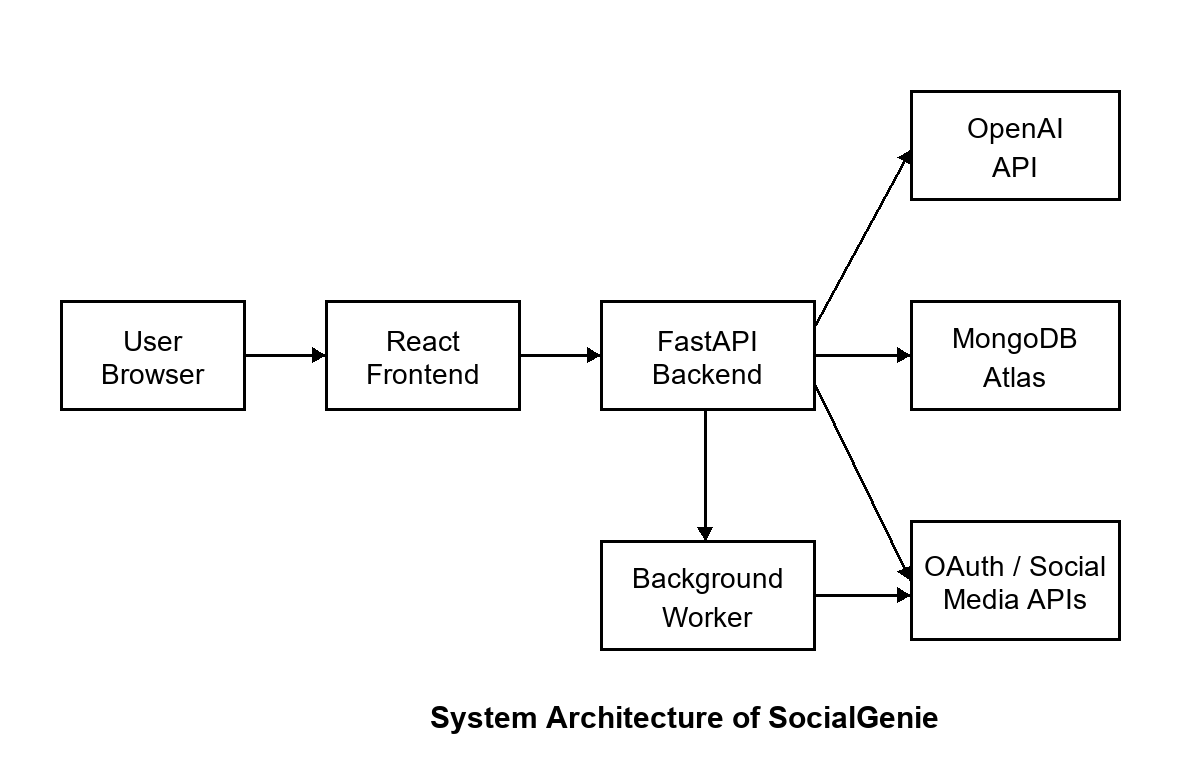 OpenAI
API
User
Browser
React
Frontend
FastAPI
Backend
MongoDB
Atlas
Background
Worker
OAuth / Social
Media APIs
System Architecture of SocialGenie